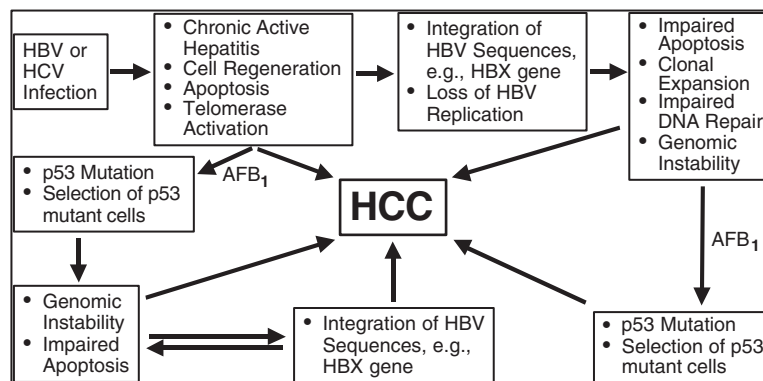 HBV or
HCV
Infection
• Chronic Active
Hepatitis
• Cell Regeneration
• Apoptosis
• Telomerase
Activation
• Integration of
HBV Sequences,
e.g., HBX gene
• Loss of HBV
Replication
• Impaired
Apoptosis
• Clonal
Expansion
• Impaired
DNA Repair
• Genomic
Instability
• p53 Mutation
• Selection of p53
mutant cells
AFB1
HCC
AFB1
• Genomic
Instability
• Impaired
Apoptosis
• Integration of HBV
Sequences, e.g.,
HBX gene
• p53 Mutation
• Selection of p53
mutant cells